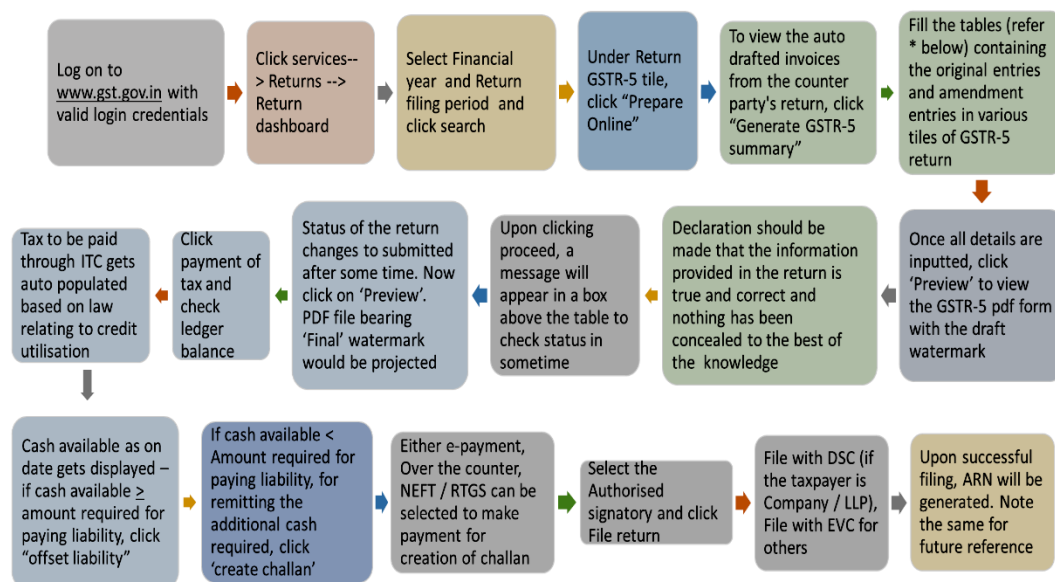 Log on to
www.gst.gov.in with
valid login credentials
Click services--
> Returns -->
Return
dashboard
Select Financial
year and Return
filing period and
click search
Under Return
GSTR-5 tile,
click “Prepare
Online”
To view the auto
drafted invoices
from the counter
party's return, click
“Generate GSTR-5
summary”
Fill the tables (refer
* below) containing
the original entries
and amendment
entries in various
tiles of GSTR-5
return
Once all details are
inputted, click
‘Preview’ to view
the GSTR-5 pdf form
with the draft
watermark
Declaration should be
made that the information
provided in the return is
true and correct and
nothing has been
concealed to the best of
the knowledge
Upon clicking
proceed, a
message will
appear in a box
above the table to
check status in
sometime
Status of the return
changes to submitted
after some time. Now
click on ‘Preview’.
PDF file bearing
‘Final’ watermark
would be projected
Click
payment of
tax and
check
ledger
balance
Tax to be paid
through ITC gets
auto populated
based on law
relating to credit
utilisation
Cash available as on
date gets displayed –
if cash available ≥
amount required for
paying liability, click
“offset liability”
If cash available <
Amount required for
paying liability, for
remitting the
additional cash
required, click
‘create challan’
Either e-payment,
Over the counter,
NEFT / RTGS can be
selected to make
payment for
creation of challan
Select the
Authorised
signatory and click
File return
File with DSC (if
the taxpayer is
Company / LLP),
File with EVC for
others
Upon successful
filing, ARN will be
generated. Note
the same for
future reference